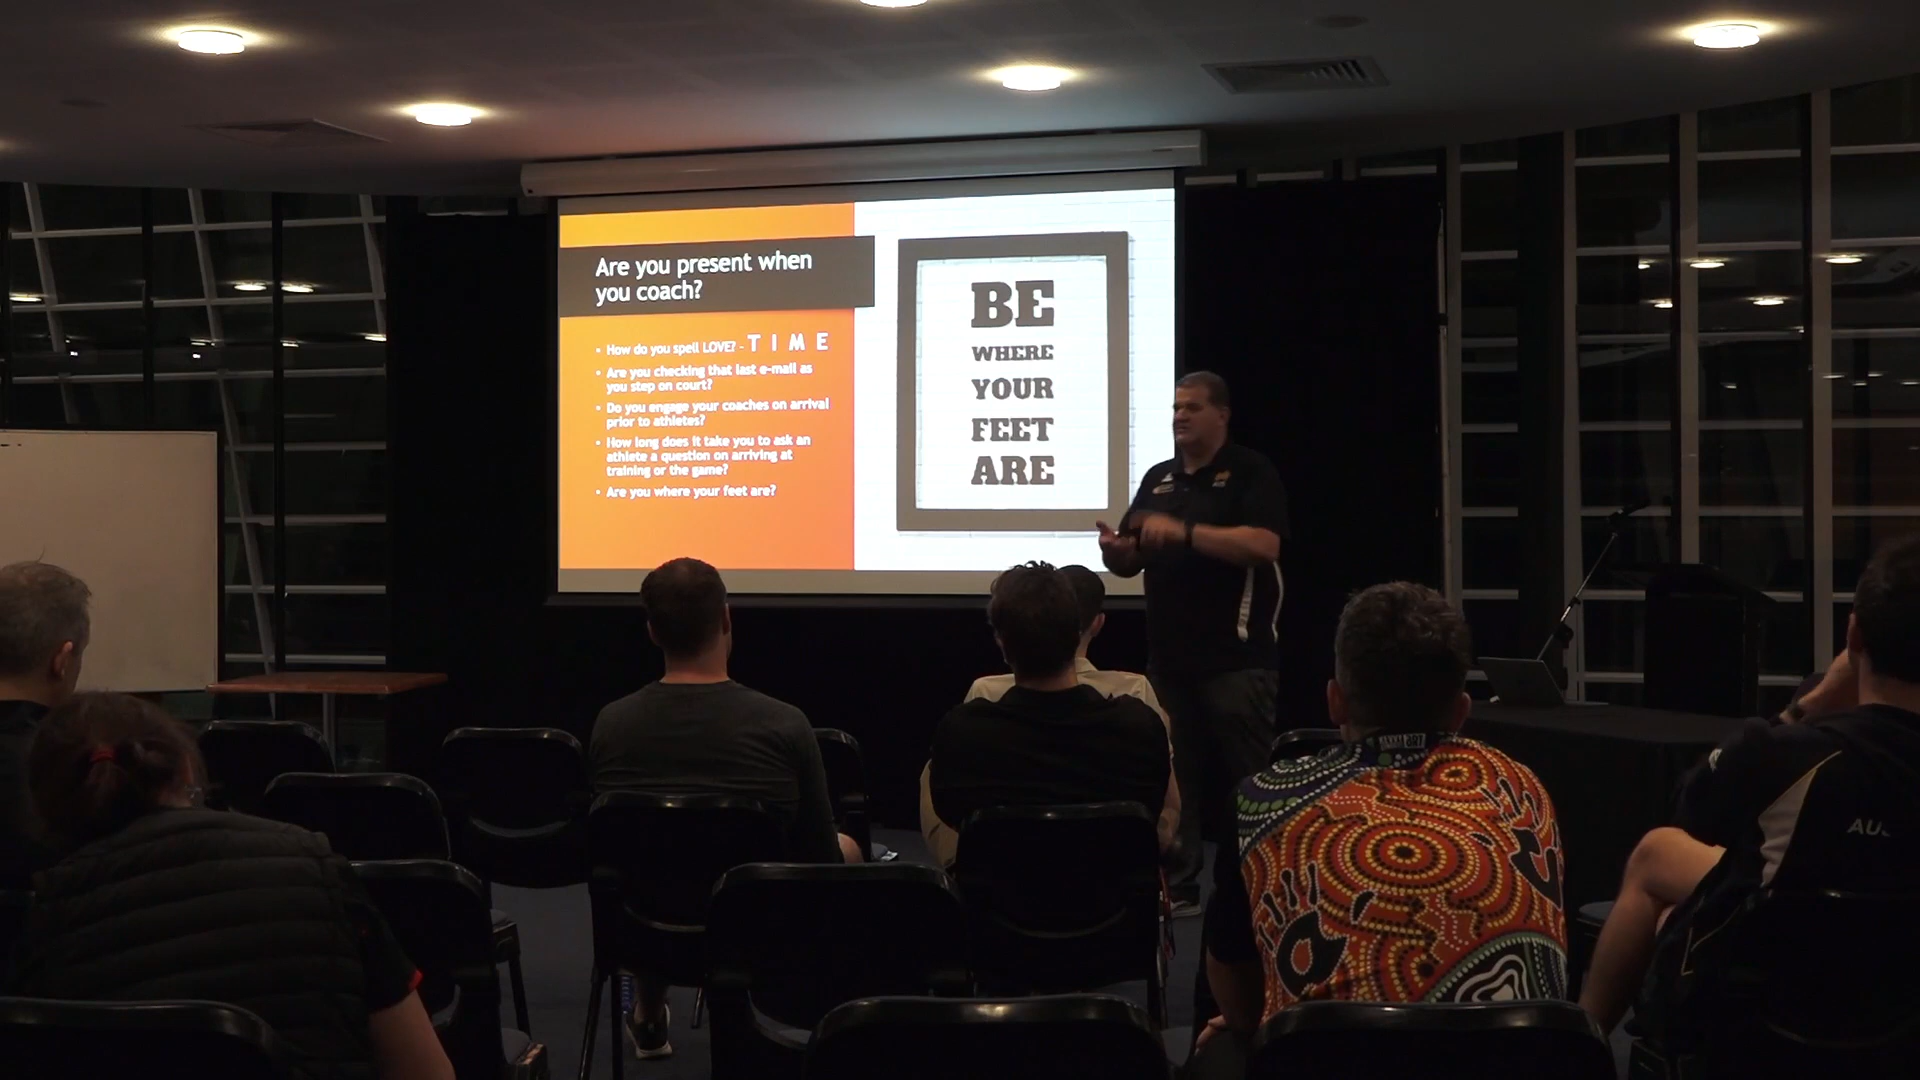 Are you present when
you coach?
• How do you spell LOVE? - T I M E
• Are you checking that last e-mail as
you step on court?
• Do you engage your coaches on arrival
prior to athletes?
• How long does it take you to ask an
athlete a question on arriving at
training or the game?
• Are you where your feet are?
BE
WHERE
YOUR
FEET
ARE